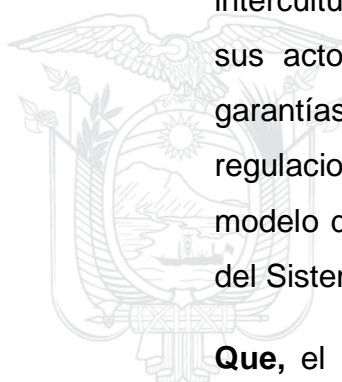 intercultu
sus acto
garantías
regulacio
modelo d
del Sister
Que, el